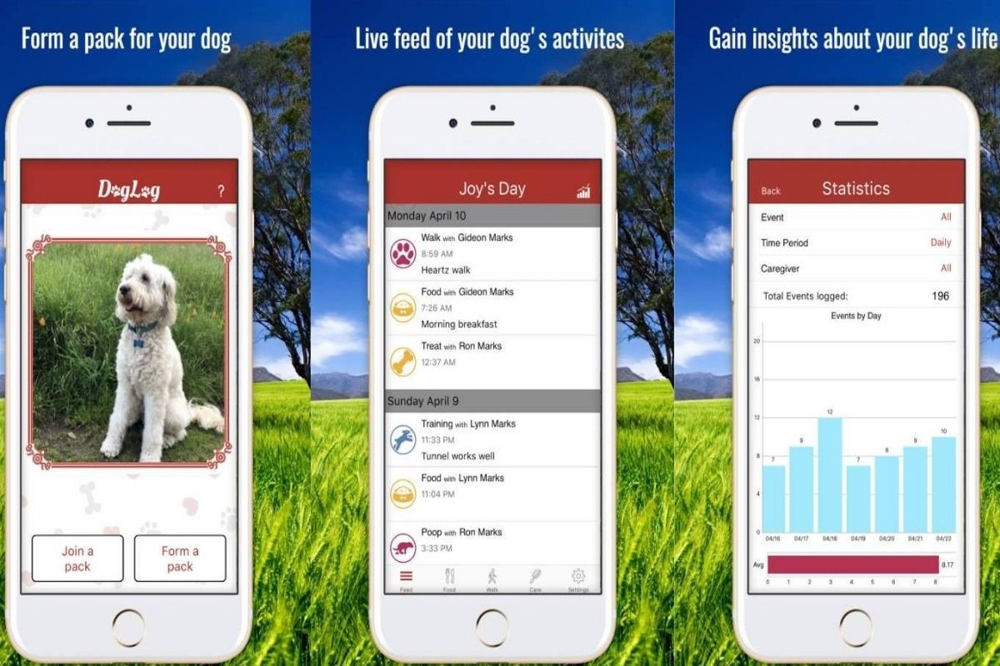 Form a pack for your dog
DogLog
?
Join a
pack
Form a
pack
Live feed of your dog's activites
Joy's Day
Monday April 10
Walk with Gideon Marks
8:59 AM
Heartz walk
Food with Gideon Marks
7:26 AM
Morning breakfast
Treat with Ron Marks
12:37 AM
Sunday April 9
Training with Lynn Marks
11:33 PM
Tunnel works well
Food with Lynn Marks
11:04 PM
Poop with Ron Marks
3:33 PM
Feed Food Walk Care Settings
Gain insights about your dog's life
Back Statistics
Event All
Time Period Daily
Caregiver All
Total Events logged: 196
Events by Day
20
16
12
8
4
0
7 9 12 7 8 9 10
04/16 04/17 04/18 04/19 04/20 04/21 04/22
Avg 8.17
0 1 2 3 4 5 6 7 8